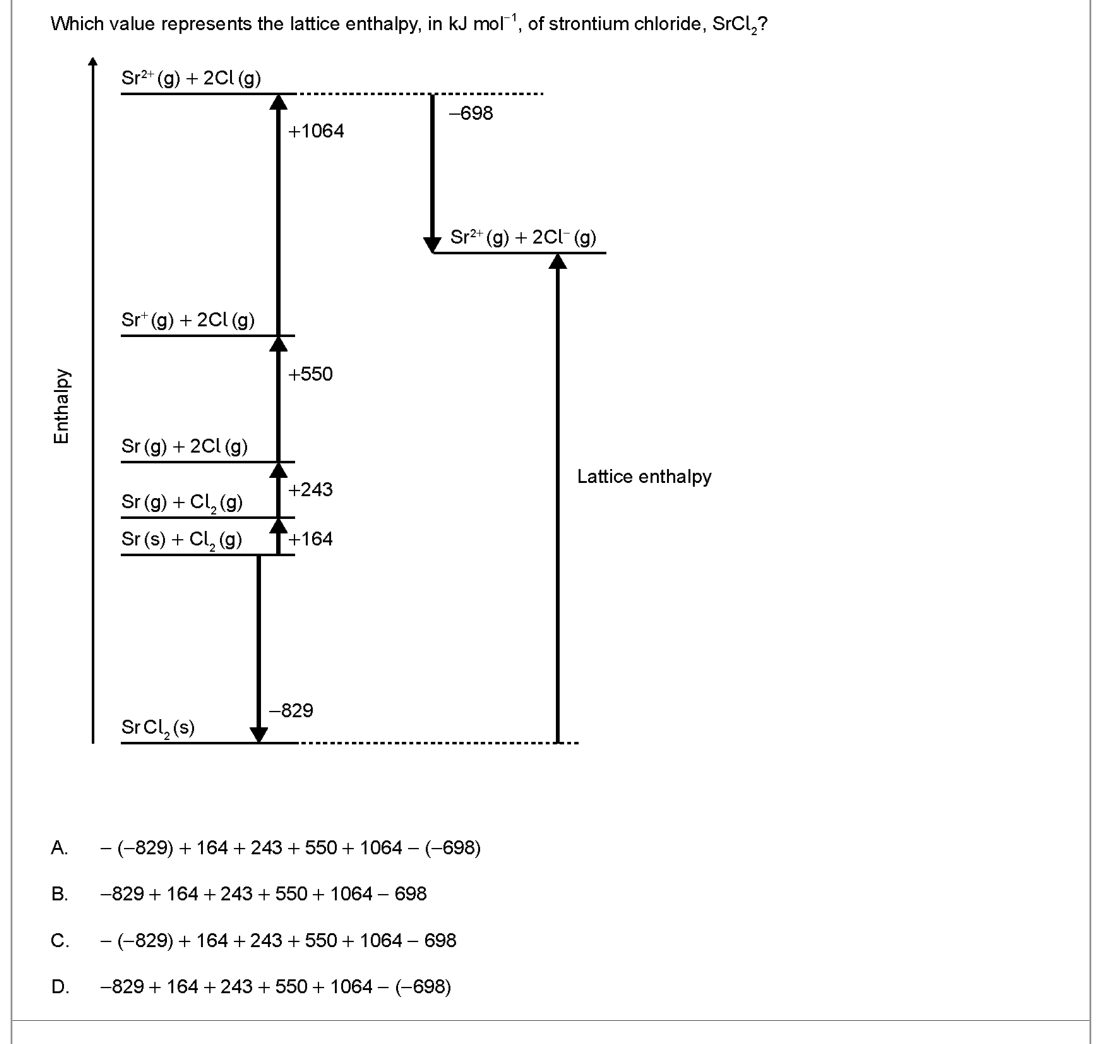 Which value represents the lattice enthalpy, in kJ mol⁻¹, of strontium chloride, SrCl₂?
Sr²⁺ (g) + 2Cl (g)
−698
+1064
Sr²⁺ (g) + 2Cl⁻ (g)
Sr⁺ (g) + 2Cl (g)
+550
Enthalpy
Sr (g) + 2Cl (g)
Lattice enthalpy
+243
Sr (g) + Cl₂ (g)
Sr (s) + Cl₂ (g)
+164
−829
SrCl₂ (s)
A. − (−829) + 164 + 243 + 550 + 1064 − (−698)
B. −829 + 164 + 243 + 550 + 1064 − 698
C. − (−829) + 164 + 243 + 550 + 1064 − 698
D. −829 + 164 + 243 + 550 + 1064 − (−698)